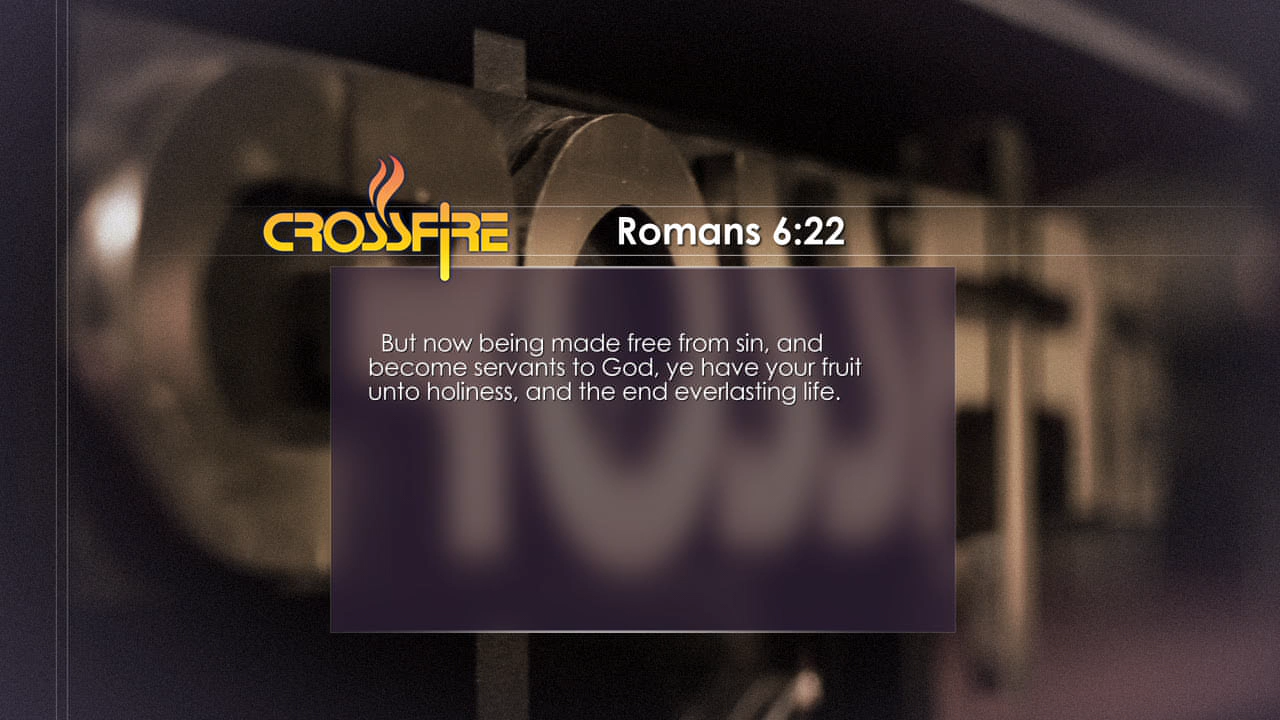 CROSSFIRE
Romans 6:22
But now being made free from sin, and
become servants to God, ye have your fruit
unto holiness, and the end everlasting life.